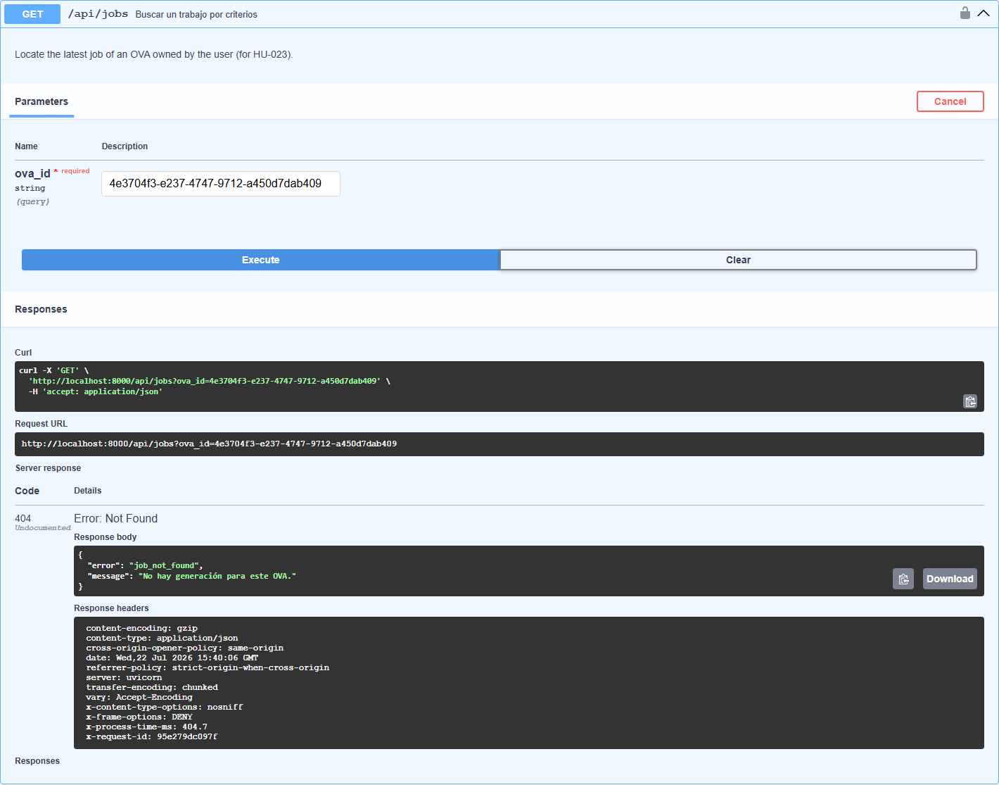 GET /api/jobs Buscar un trabajo por criterios
Locate the latest job of an OVA owned by the user (for HU-023).
Parameters
Cancel
Name Description
ova_id * required
string
(query)
4e3704f3-e237-4747-9712-a450d7dab409
Execute Clear
Responses
Curl
curl -X 'GET' \
'http://localhost:8000/api/jobs?ova_id=4e3704f3-e237-4747-9712-a450d7dab409' \
-H 'accept: application/json'
Request URL
http://localhost:8000/api/jobs?ova_id=4e3704f3-e237-4747-9712-a450d7dab409
Server response
Code Details
404
Undocumented
Error: Not Found
Response body
{
"error": "job_not_found",
"message": "No hay generación para este OVA."
}
Download
Response headers
content-encoding: gzip
content-type: application/json
cross-origin-opener-policy: same-origin
date: Wed,22 Jul 2026 15:40:06 GMT
referrer-policy: strict-origin-when-cross-origin
server: uvicorn
transfer-encoding: chunked
vary: Accept-Encoding
x-content-type-options: nosniff
x-frame-options: DENY
x-process-time-ms: 404.7
x-request-id: 95e279dc097f
Responses